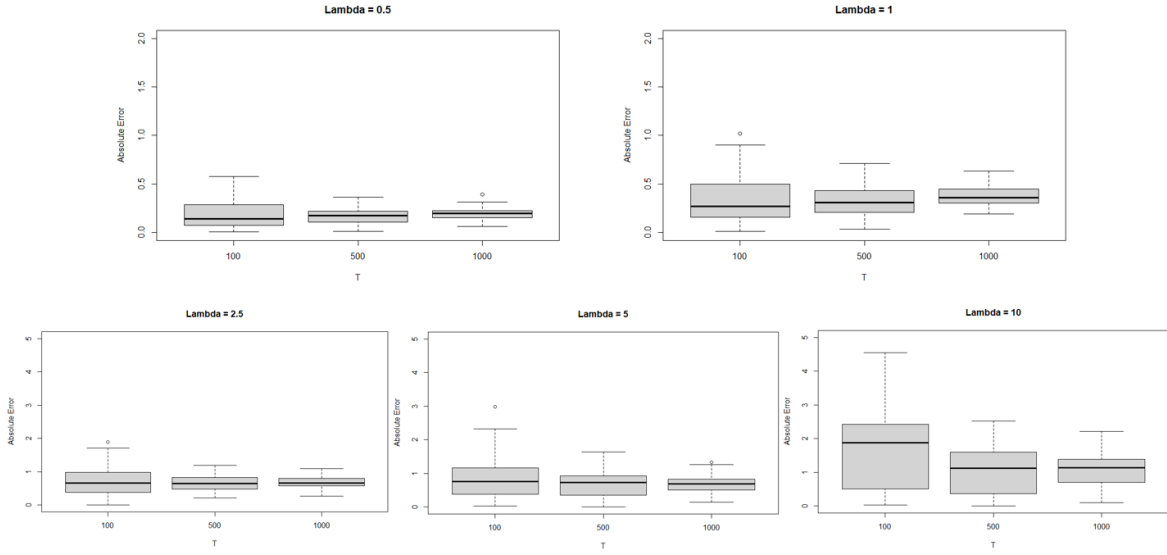 Lambda = 0.5
2.0
1.5
1.0
0.5
0.0
Absolute Error
100 500 1000
T
Lambda = 1
2.0
1.5
1.0
0.5
0.0
Absolute Error
100 500 1000
T
Lambda = 2.5
5
4
3
2
1
0
Absolute Error
100 500 1000
T
Lambda = 5
5
4
3
2
1
0
Absolute Error
100 500 1000
T
Lambda = 10
5
4
3
2
1
0
Absolute Error
100 500 1000
T